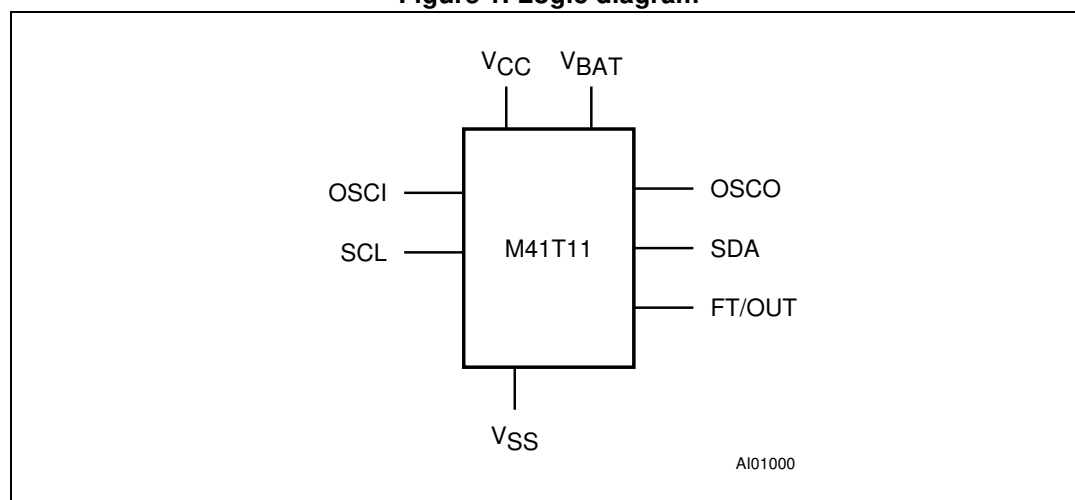 Figure 1. Logic diagram
VCC VBAT
OSCI
OSCO
SCL
M41T11
SDA
FT/OUT
VSS
AI01000